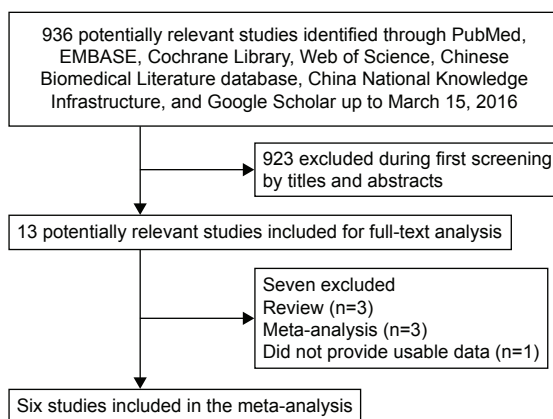 936 potentially relevant studies identified through PubMed,
EMBASE, Cochrane Library, Web of Science, Chinese
Biomedical Literature database, China National Knowledge
Infrastructure, and Google Scholar up to March 15, 2016
923 excluded during first screening
by titles and abstracts
13 potentially relevant studies included for full-text analysis
Seven excluded
Review (n=3)
Meta-analysis (n=3)
Did not provide usable data (n=1)
Six studies included in the meta-analysis